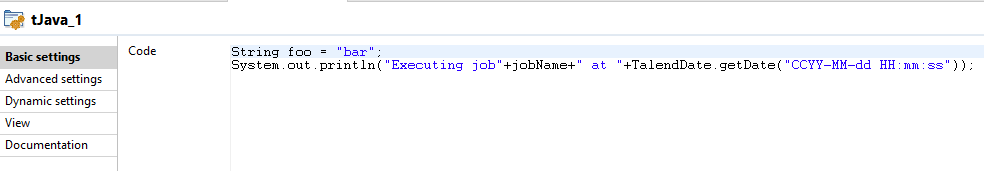 tJava_1
Basic settings
Advanced settings
Dynamic settings
View
Documentation
Code
String foo = "bar";
System.out.println("Executing job"+jobName+" at "+TalendDate.getDate("CCYY-MM-dd HH:mm:ss"));